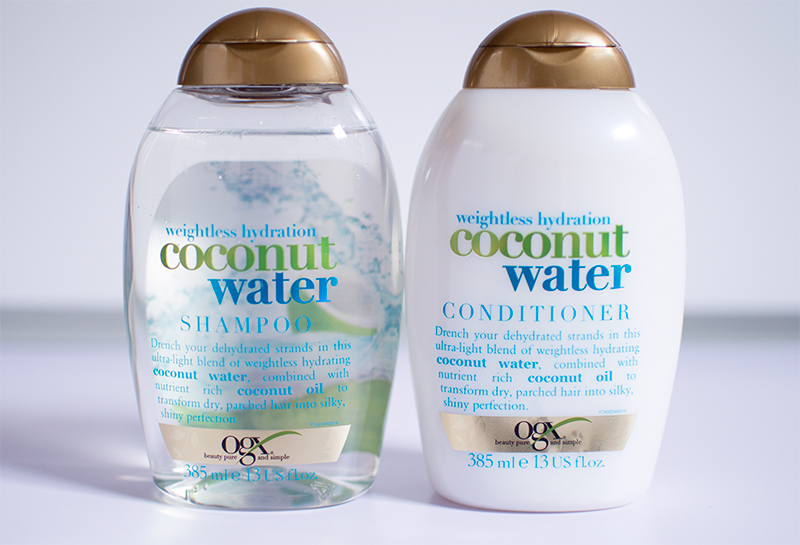 weightless hydration
coconut
water
SHAMPOO
Drench your dehydrated strands in this
ultra-light blend of weightless hydrating
coconut water, combined with
nutrient rich coconut oil to
transform dry, parched hair into silky,
shiny perfection.
ogx
beauty pure and simple
385 ml e 13 US fl.oz.
weightless hydration
coconut
water
CONDITIONER
Drench your dehydrated strands in this
ultra-light blend of weightless hydrating
coconut water, combined with
nutrient rich coconut oil to
transform dry, parched hair into silky,
shiny perfection.
ogx
beauty pure and simple
385 ml e 13 US fl.oz.